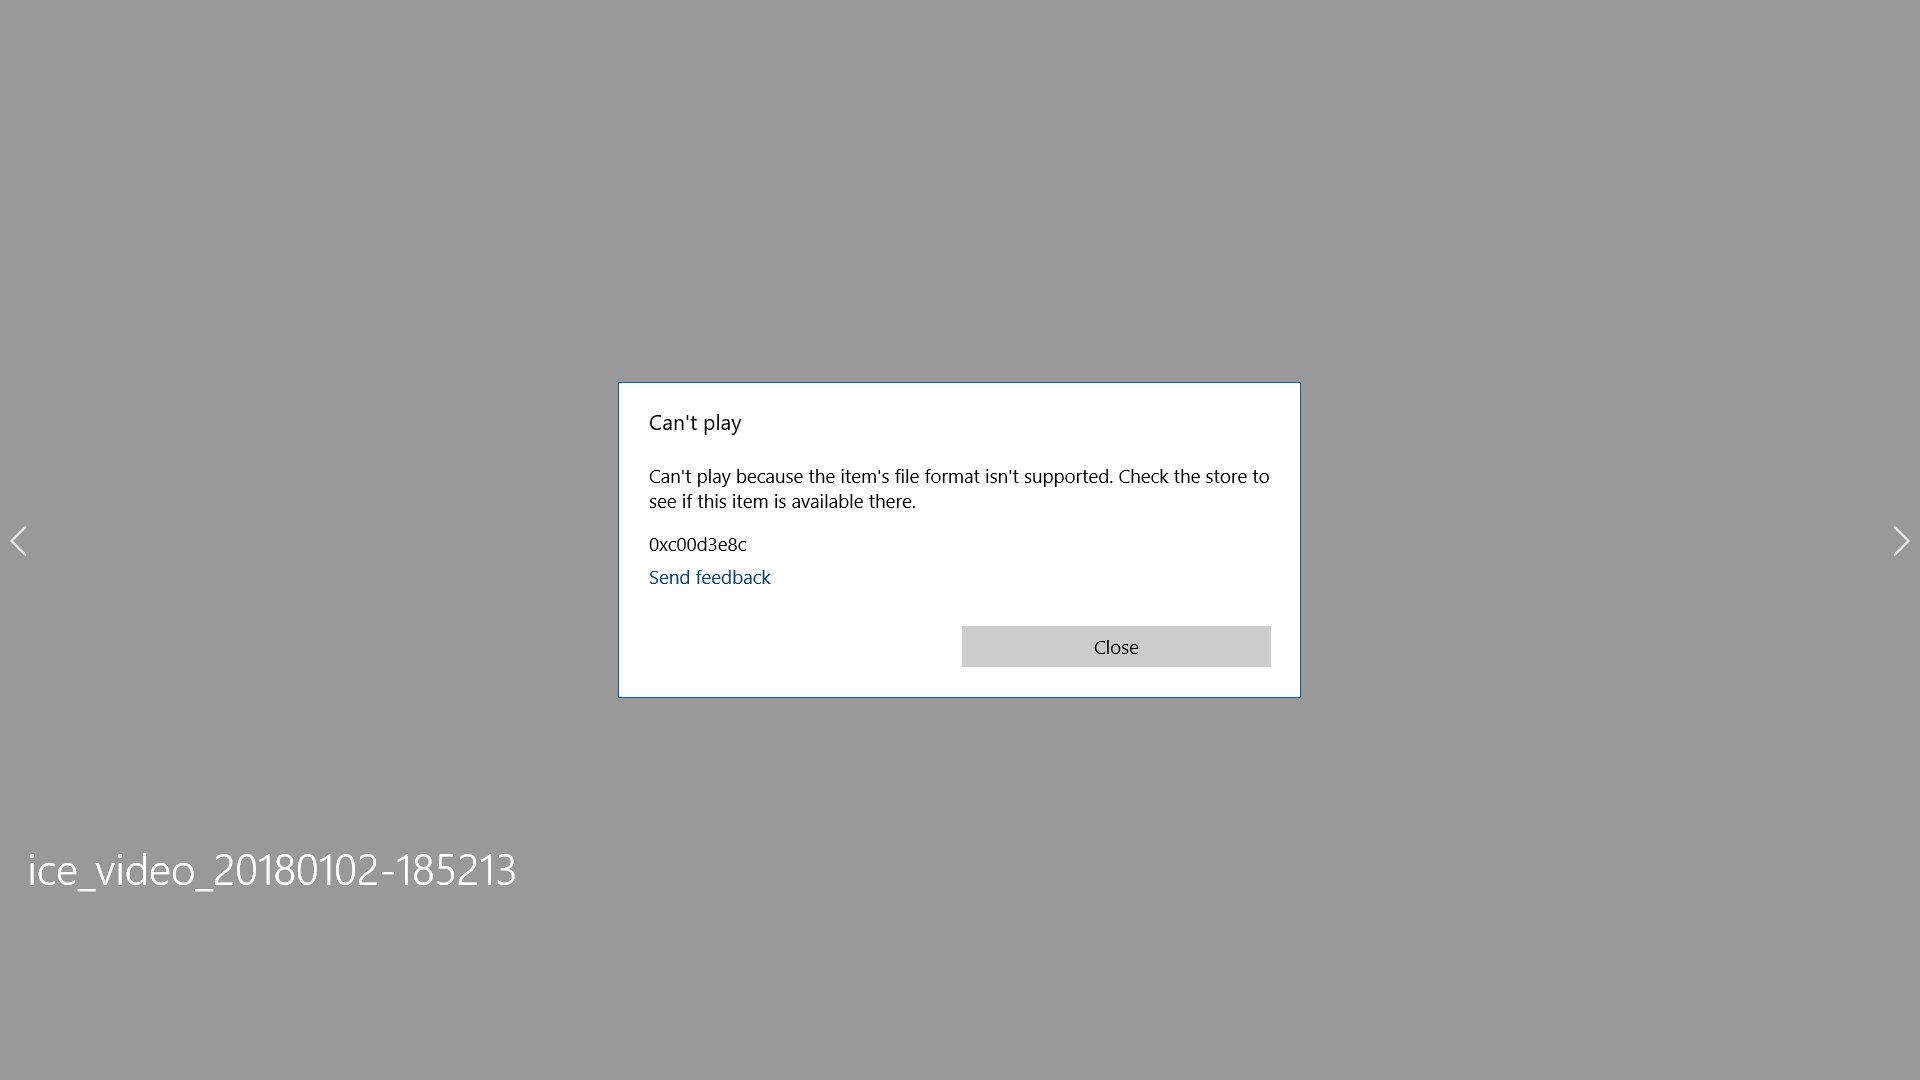 Can't play
Can't play because the item's file format isn't supported. Check the store to
see if this item is available there.
0xc00d3e8c
Send feedback
Close
ice_video_20180102-185213